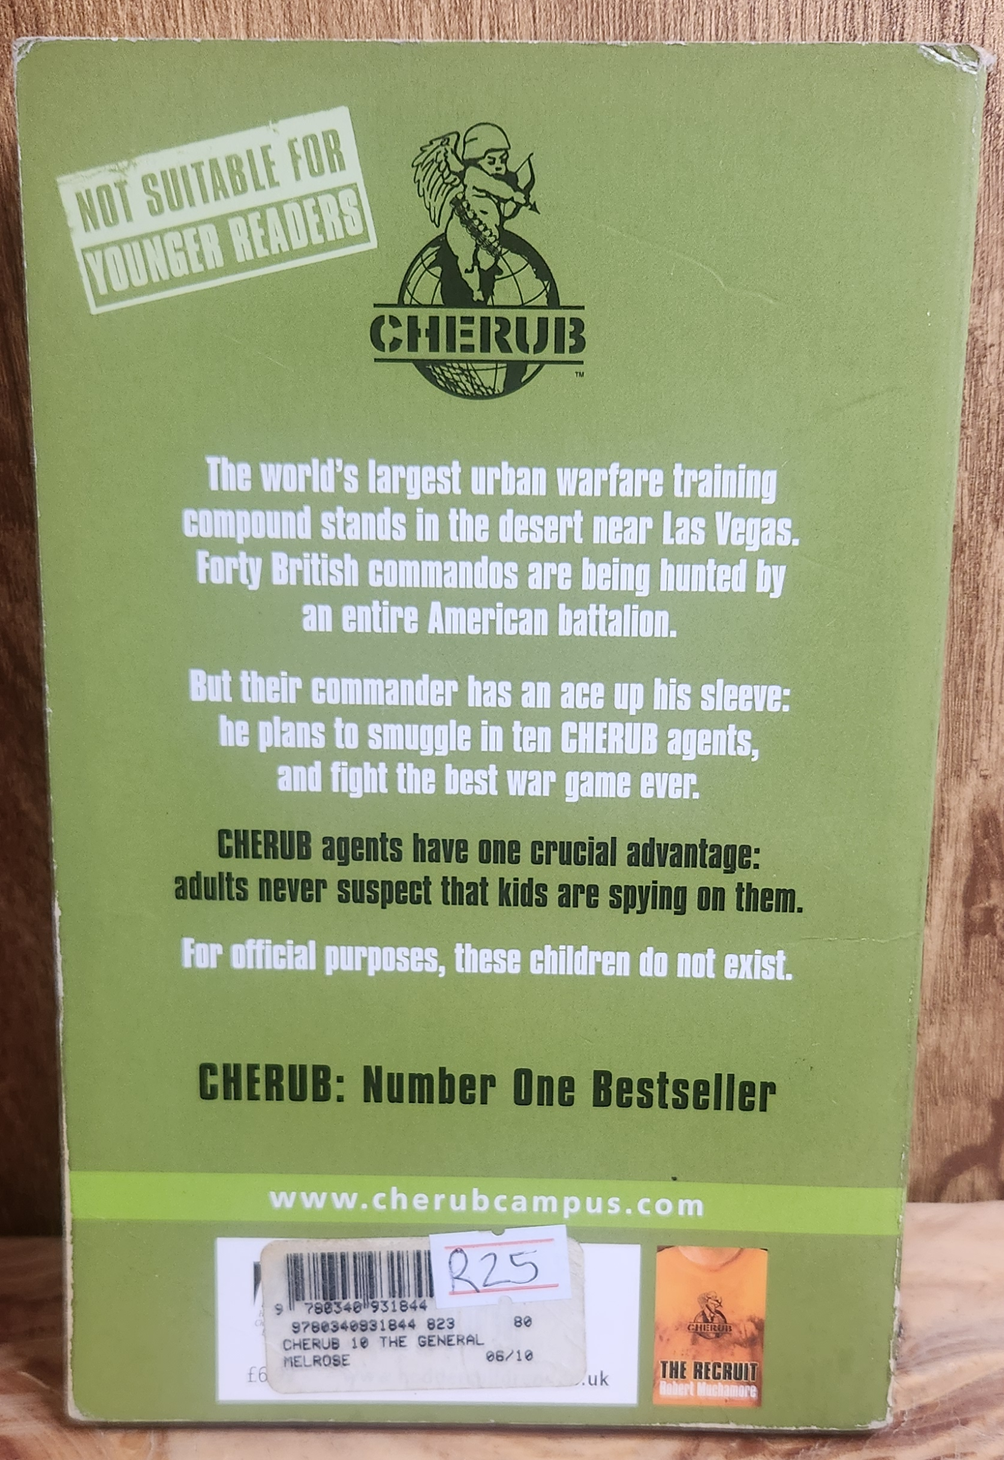 NOT SUITABLE FOR
YOUNGER READERS
CHERUB
™
The world's largest urban warfare training
compound stands in the desert near Las Vegas.
Forty British commandos are being hunted by
an entire American battalion.
But their commander has an ace up his sleeve:
he plans to smuggle in ten CHERUB agents,
and fight the best war game ever.
CHERUB agents have one crucial advantage:
adults never suspect that kids are spying on them.
For official purposes, these children do not exist.
CHERUB: Number One Bestseller
www.cherubcampus.com
R25
9 780340 931844
9780340931844 823 80
CHERUB 10 THE GENERAL
MELROSE 06/10
£6
.uk
CHERUB
THE RECRUIT
Robert Muchamore